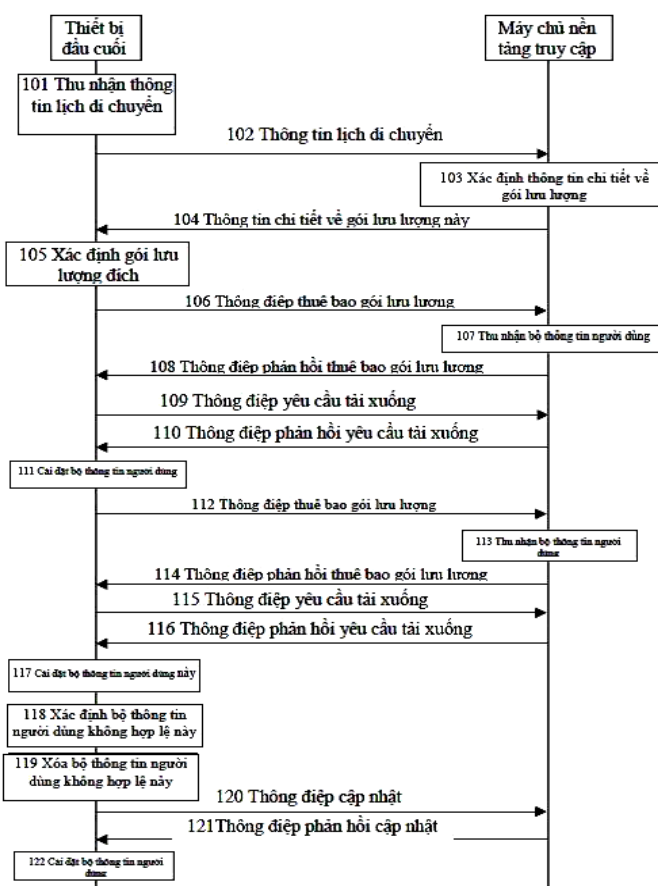 Thiết bị
đầu cuối
Máy chủ nền
tảng truy cập
101 Thu nhận thông
tin lịch di chuyển
102 Thông tin lịch di chuyển
103 Xác định thông tin chi tiết về
gói lưu lượng
104 Thông tin chi tiết về gói lưu lượng này
105 Xác định gói lưu
lượng đích
106 Thông điệp thuê bao gói lưu lương
107 Thu nhận bộ thông tin người dùng
108 Thông điệp phản hồi thuê bao gói lưu lương
109 Thông điệp yêu cầu tải xuống
110 Thông điệp phản hồi yêu cầu tải xuống
111 Cài đặt bộ thông tin người dùng
112 Thông điệp thuê bao gói lưu lượng
113 Thu nhận bộ thông tin người
dùng
114 Thông điệp phản hồi thuê bao gói lưu lương
115 Thông điệp yêu cầu tải xuống
116 Thông điệp phản hồi yêu cầu tải xuống
117 Cài đặt bộ thông tin người dùng này
118 Xác định bộ thông tin
người dùng không hợp lệ này
119 Xóa bộ thông tin người
dùng không hợp lệ này
120 Thông điệp cập nhật
121Thông điệp phản hồi cập nhật
122 Cài đặt bộ thông tin người
dùng